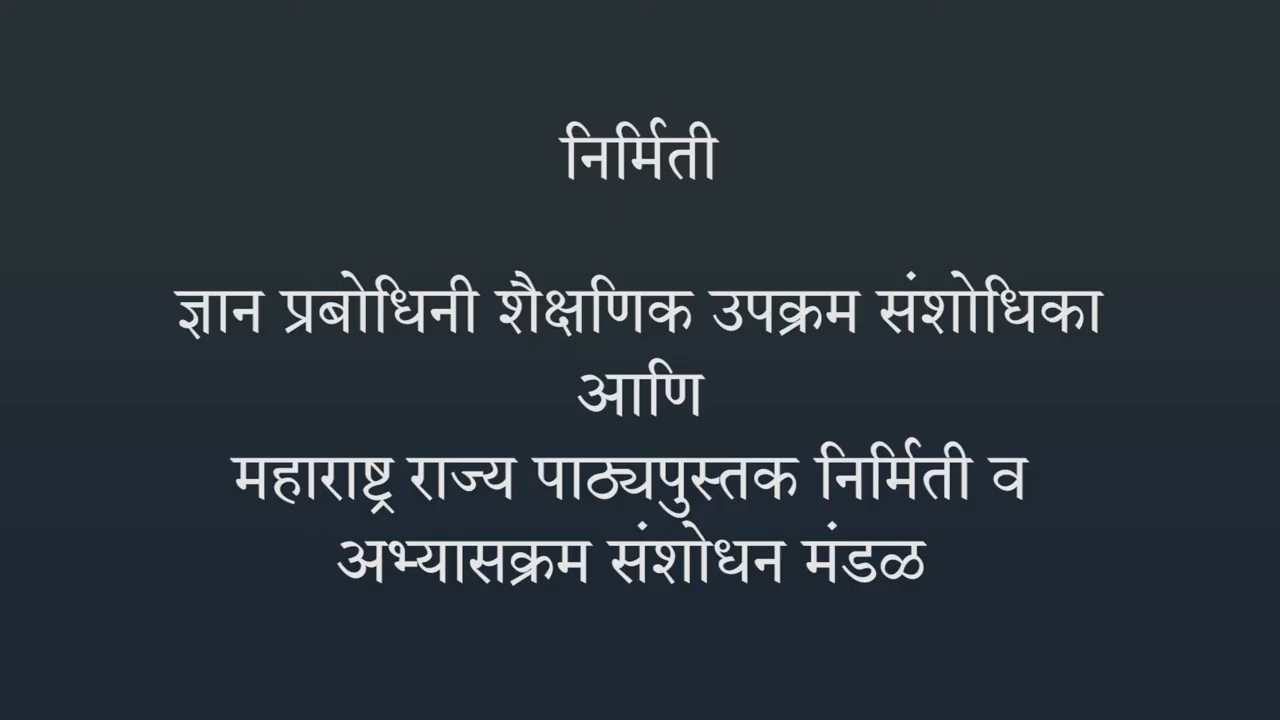 निर्मिती
ज्ञान प्रबोधिनी शैक्षणिक उपक्रम संशोधिका
आणि
महाराष्ट्र राज्य पाठ्यपुस्तक निर्मिती व
अभ्यासक्रम संशोधन मंडळ